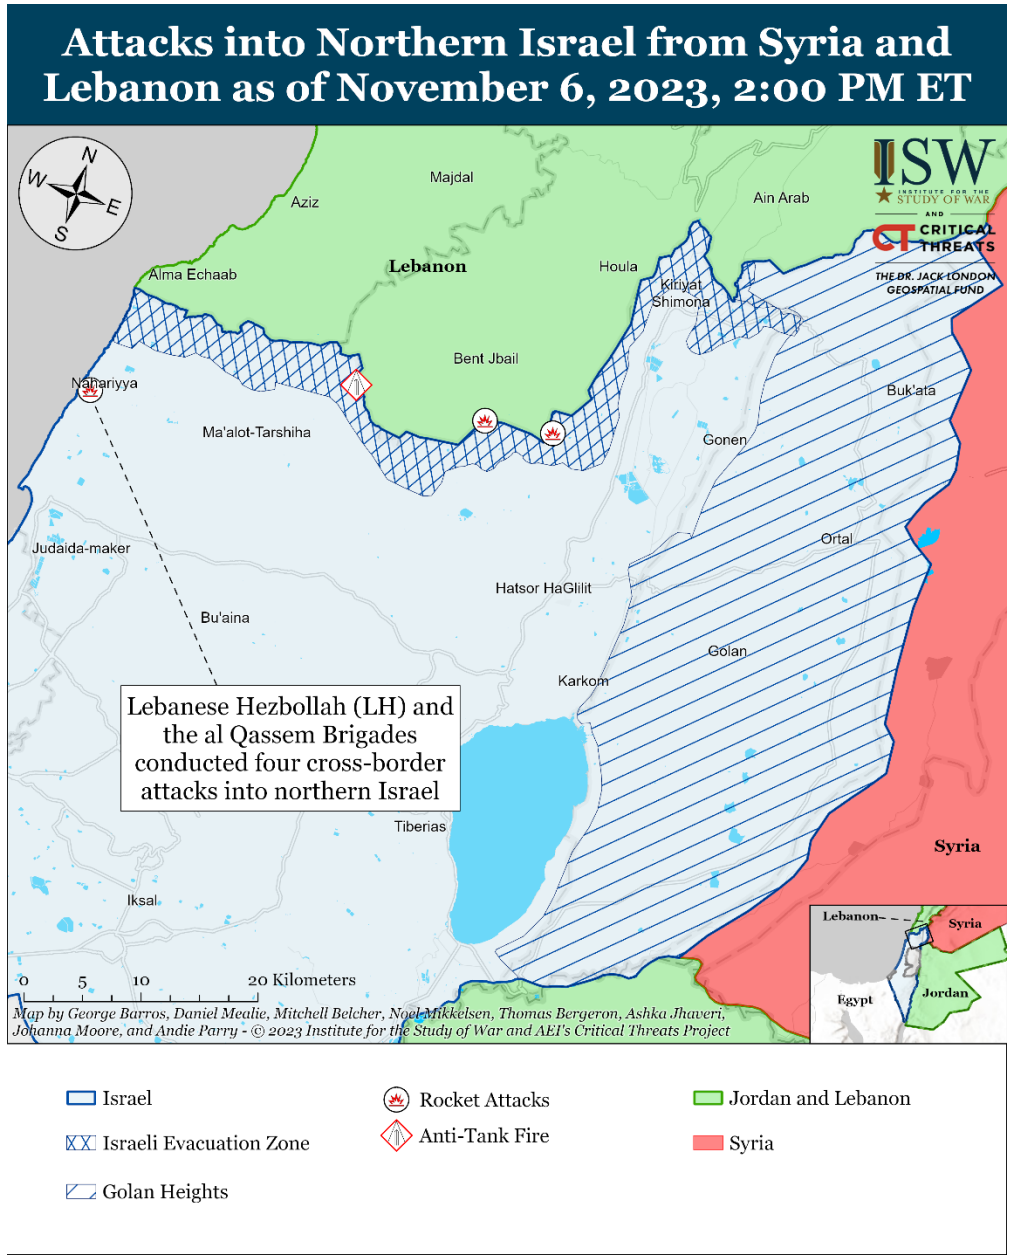 Attacks into Northern Israel from Syria and
Lebanon as of November 6, 2023, 2:00 PM ET
N
W
E
S
ISW
INSTITUTE FOR THE
STUDY OF WAR
AND
CT CRITICAL
THREATS
THE DR. JACK LONDON
GEOSPATIAL FUND
Majdal
Aziz
Ain Arab
Alma Echaab
Lebanon
Houla
Kiriyat
Shimona
Bent Jbail
Nahariyya
Buk'ata
Ma'alot-Tarshiha
Gonen
Judaida-maker
Ortal
Hatsor HaGlilit
Bu'aina
Golan
Karkom
Lebanese Hezbollah (LH) and
the al Qassem Brigades
conducted four cross-border
attacks into northern Israel
Tiberias
Syria
Iksal
Lebanon
Syria
Egypt
Jordan
0 5 10 20 Kilometers
Map by George Barros, Daniel Mealie, Mitchell Belcher, Noel Mikkelsen, Thomas Bergeron, Ashka Jhaveri,
Johanna Moore, and Andie Parry - © 2023 Institute for the Study of War and AEI's Critical Threats Project
Israel
Rocket Attacks
Jordan and Lebanon
Anti-Tank Fire
Israeli Evacuation Zone
Syria
Golan Heights